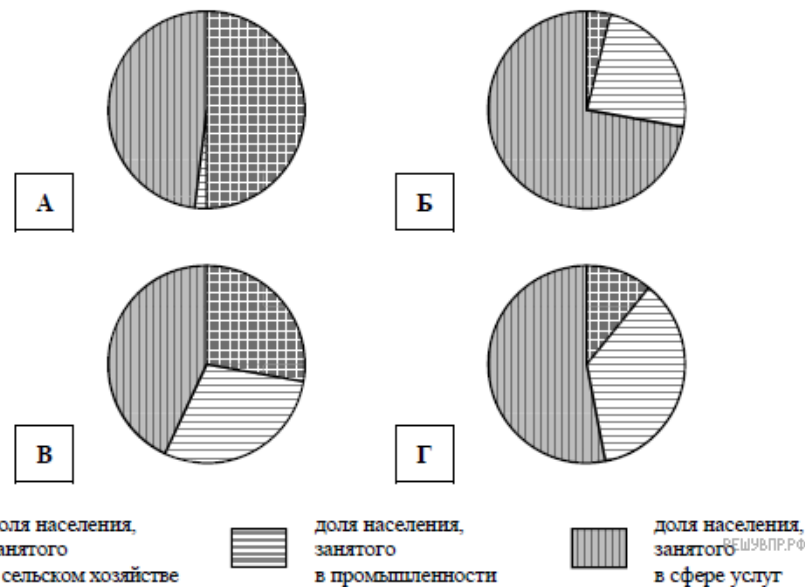 А
Б
В
Г
оля населения,
анятого
сельском хозяйстве
доля населения,
занятого
в промышленности
доля населения,
занятого
в сфере услуг
РЕШУВПР.РФ